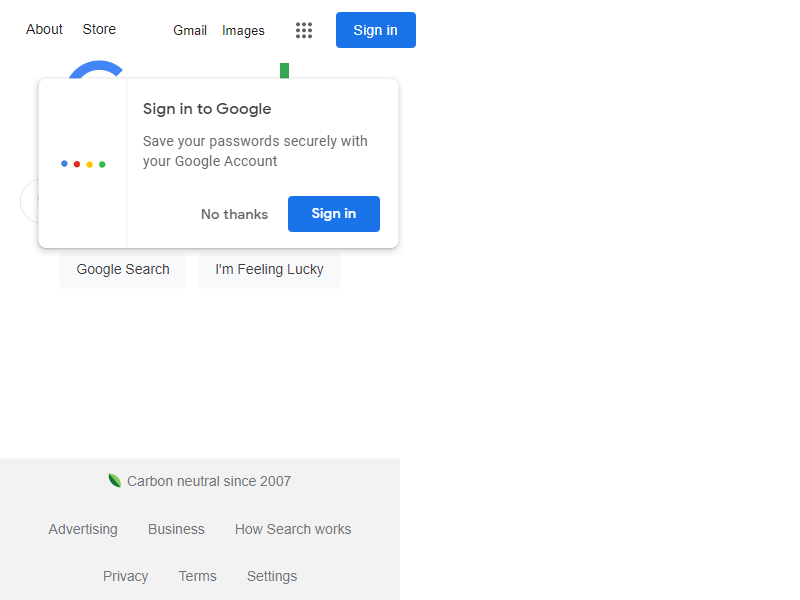 About Store Gmail Images Sign in
Sign in to Google
Save your passwords securely with
your Google Account
No thanks Sign in
Google Search I'm Feeling Lucky
Carbon neutral since 2007
Advertising Business How Search works
Privacy Terms Settings